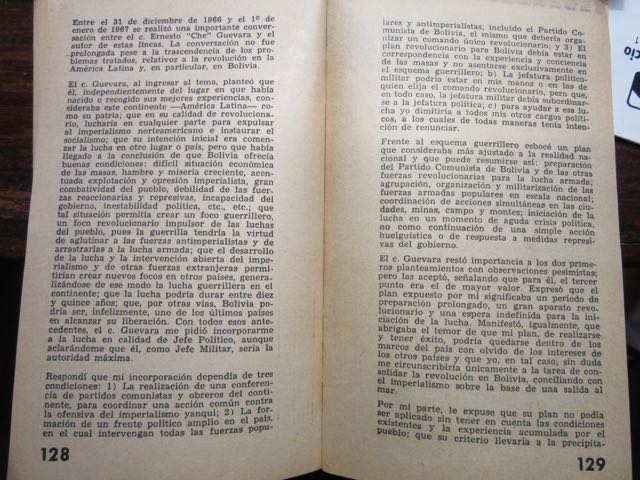 Entre el 31 de diciembre de 1966 y el 1º de
enero de 1967 se realizó una importante conver-
sación entre el c. Ernesto "Che" Guevara y el
autor de estas líneas. La conversación no fue
prolongada pese a la trascendencia de los pro-
blemas tratados, relativos a la revolución en la
América Latina y, en particular, en Bolivia.
El c. Guevara, al ingresar al tema, planteó que
él, independientemente del lugar en que había
nacido o recogido sus mejores experiencias, con-
sideraba este continente —América Latina— co-
mo su patria; que en su calidad de revolucio-
nario, lucharía en cualquier parte para expulsar
al imperialismo norteamericano e instaurar el
socialismo; que su intención inicial era comen-
zar la lucha en otro lugar o país, pero que había
llegado a la conclusión de que Bolivia ofrecía
buenas condiciones: difícil situación económica
de las masas, hambre y miseria creciente, acen-
tuada explotación y opresión imperialista, gran
combatividad del pueblo, debilidad de las fuer-
zas reaccionarias y represivas, incapacidad del
gobierno, inestabilidad política, etc., etc.; que
tal situación permitía crear un foco guerrillero,
un foco revolucionario impulsor de las luchas
del pueblo, pues la guerrilla tendría la virtud
de aglutinar a las fuerzas antimperialistas y de
arrastrarlas a la lucha armada; que el desarrollo
de la lucha y la intervención abierta del impe-
rialismo y de otras fuerzas extranjeras permi-
tirían crear nuevos focos en otros países, genera-
lizándose de ese modo la lucha guerrillera en el
continente; que la lucha podría durar entre diez
y quince años; que, por otras vías, Bolivia po-
dría ser, infelizmente, uno de los últimos países
en alcanzar su liberación. Con todos esos ante-
cedentes, el c. Guevara me pidió incorporarme
a la lucha en calidad de Jefe Político, aunque
aclarándome que él, como Jefe Militar, sería la
autoridad máxima.
Respondí que mi incorporación dependía de tres
condiciones: 1) La realización de una conferen-
cia de partidos comunistas y obreros del conti-
nente, para coordinar una acción común contra
la ofensiva del imperialismo yanqui; 2) La for-
mación de un frente político amplio en el país,
en el cual intervengan todas las fuerzas popu-
128
lares y antimperialistas, incluido el Partido Co-
munista de Bolivia, el mismo que debería orga-
nizar un comando único revolucionario; y 3) El
plan revolucionario para Bolivia debía estar en
correspondencia con la experiencia y conciencia
de las masas y no asentarse exclusivamente en
el esquema guerrillero; b) La jefatura político-
militar podría estar en mis manos o en las de
quien elija el comando revolucionario, pero que,
en todo caso, la jefatura militar debía subordinar-
se a la jefatura política; c) para ayudar a esa lu-
cha yo dimitiría a todos mis otros cargos políti-
cos, a los cuales de todas maneras tenía inten-
ción de renunciar.
Frente al esquema guerrillero esbocé un plan
que consideraba más ajustado a la realidad na-
cional y que puede resumirse así: preparación
del Partido Comunista de Bolivia y de las otras
fuerzas revolucionarias para la lucha armada;
agrupación, organización y militarización de las
fuerzas armadas populares en escala nacional;
coordinación de acciones simultáneas en las ciu-
dades, minas, campo y montes; iniciación de la
lucha en un momento de aguda crisis política,
no como continuación de una simple acción
huelguística o de respuesta a medidas represi-
vas del gobierno.
El c. Guevara restó importancia a los dos prime-
ros planteamientos con observaciones pesimistas;
pero las aceptó, señalando que para él, el tercer
punto era el de mayor valor. Expresó que el
plan expuesto por mí significaba un período de
preparación prolongado, un gran aparato revo-
lucionario y una espera indefinida para la ini-
ciación de la lucha. Manifestó, igualmente, que
abrigaba el temor de que mi plan, de realizarse
y tener éxito, podría quedarse dentro de los
marcos del país con olvido de los intereses de
los otros países y que yo, en tal caso, sin duda
me circunscribiría únicamente a la tarea de con-
solidar la revolución en Bolivia, conciliando con
el imperialismo sobre la base de una salida al
mar.
Por mi parte, le expuse que su plan no podía
ser aplicado sin tener en cuenta las condiciones
existentes y la experiencia acumulada por el
pueblo; que su criterio llevaría a la precipita-
129
cio